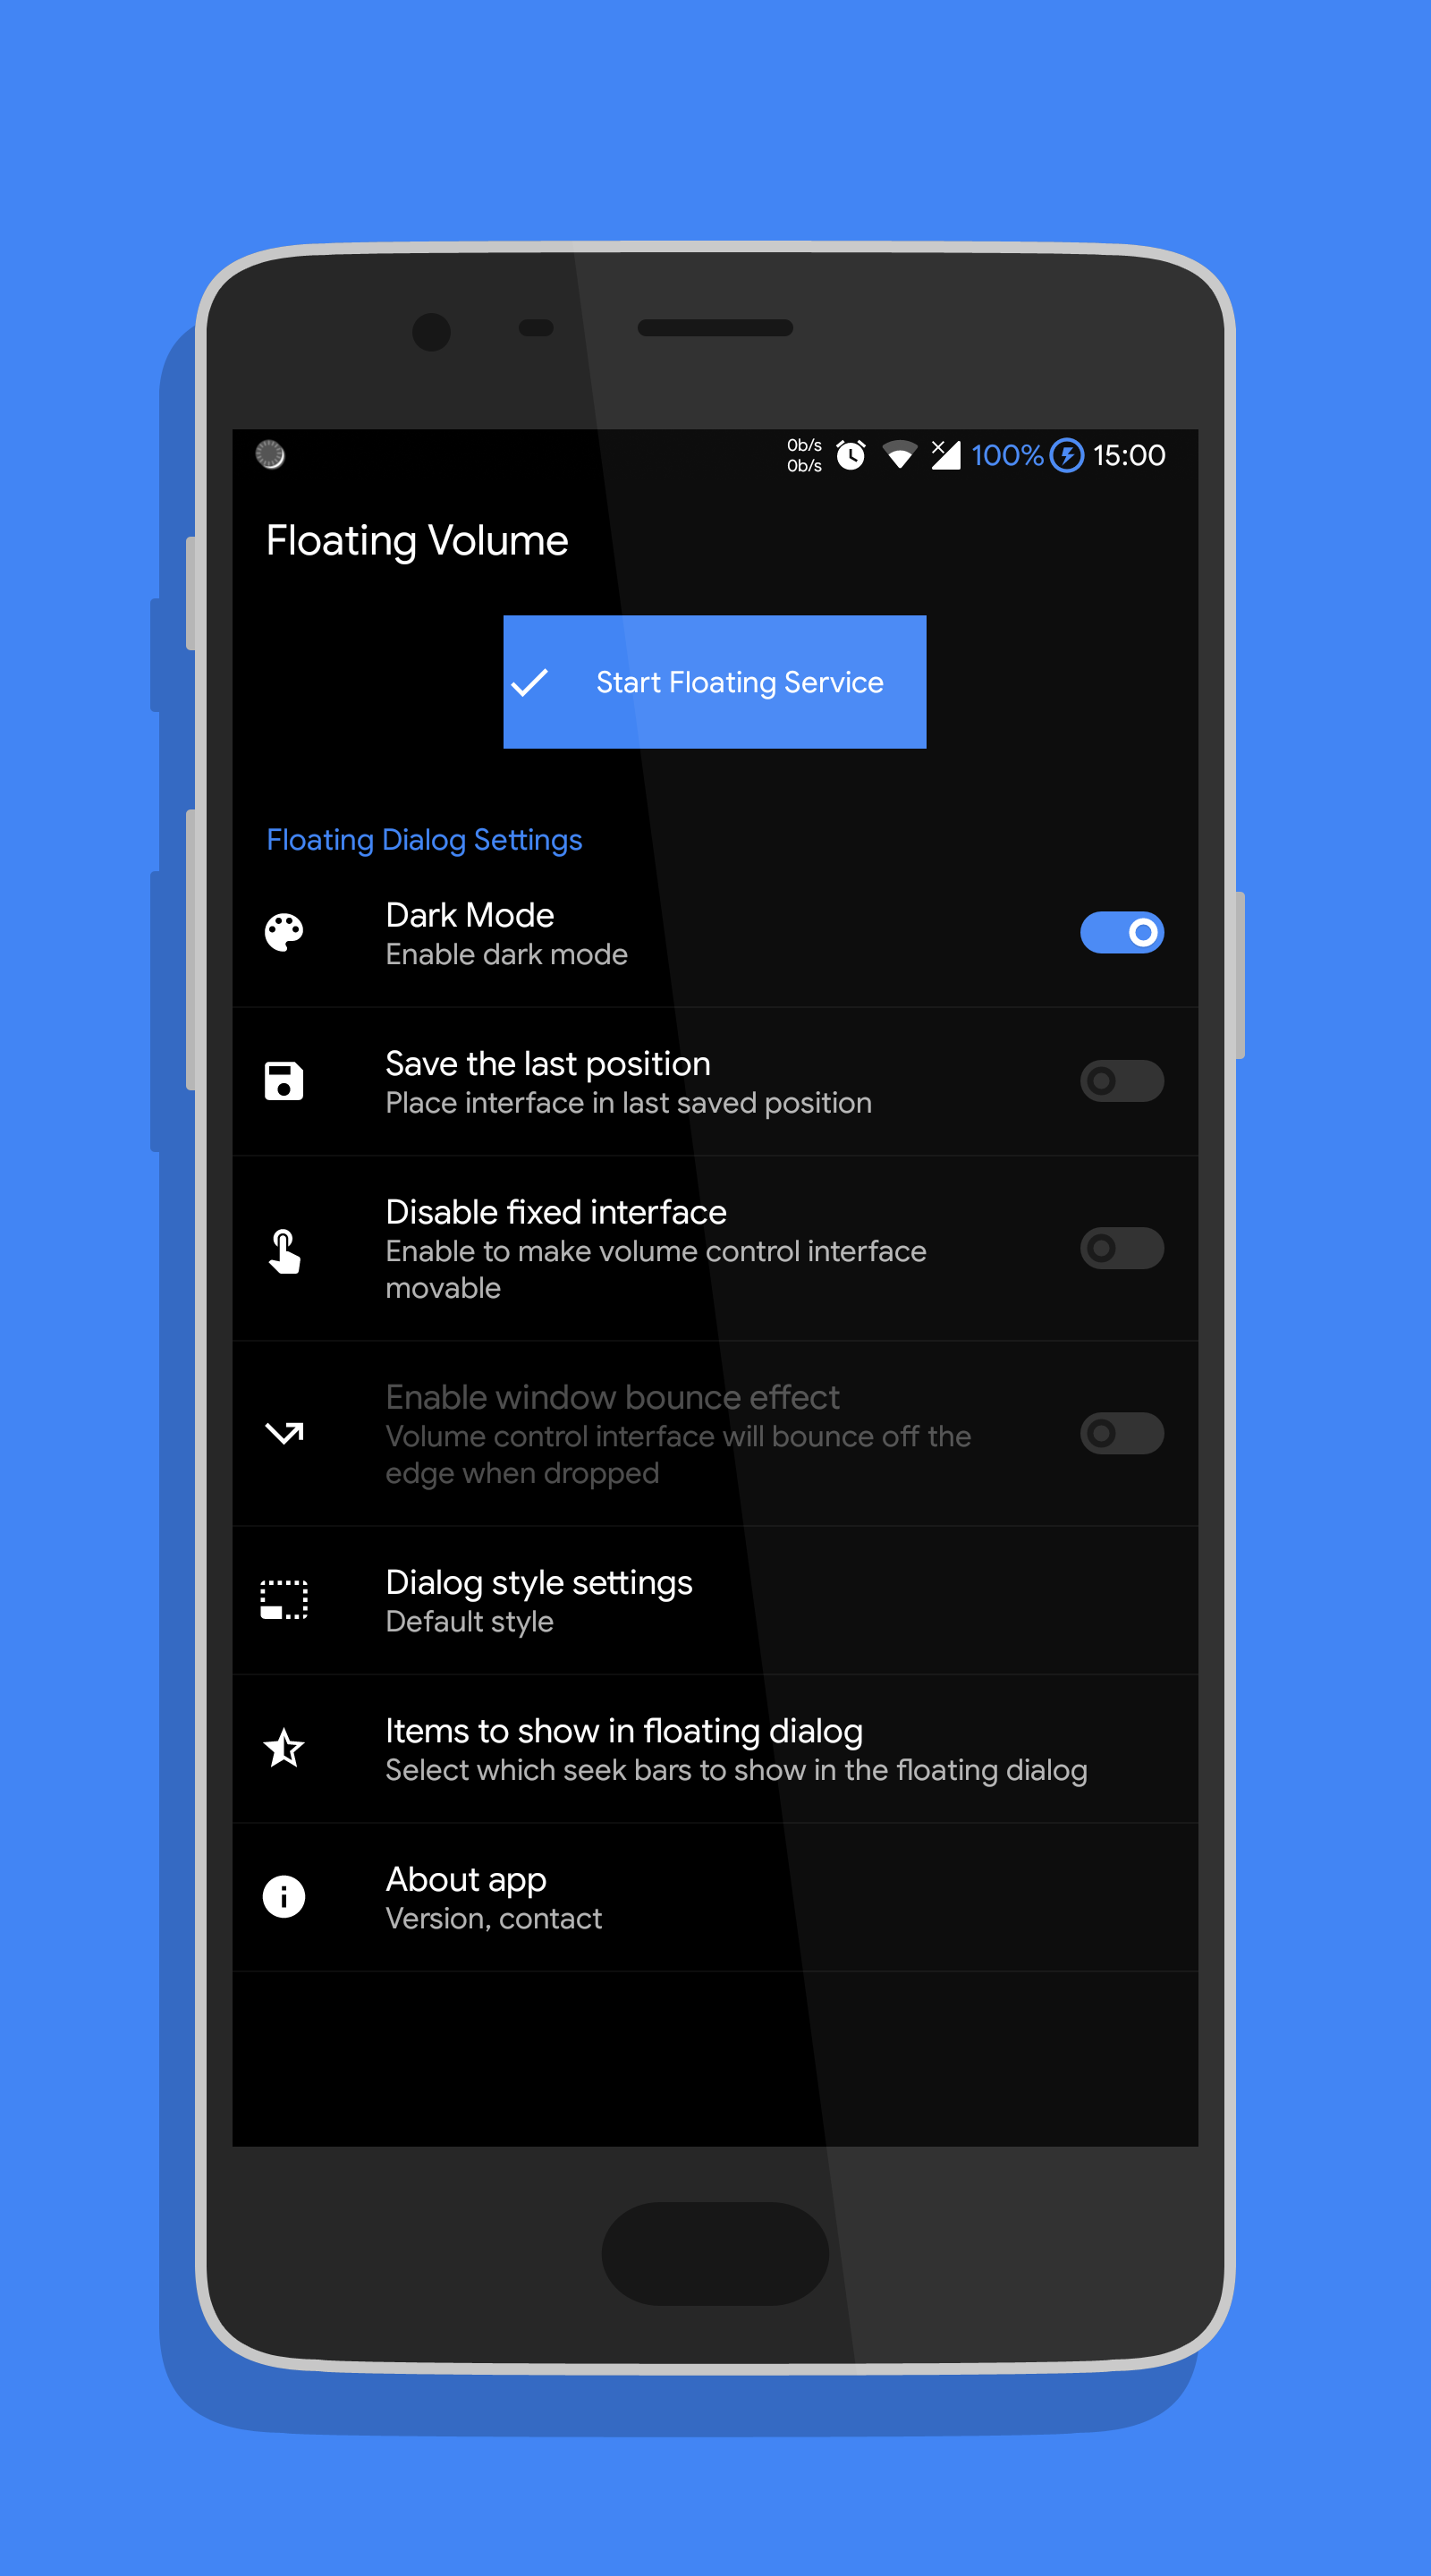 0b/s
0b/s
100% 15:00
Floating Volume
Start Floating Service
Floating Dialog Settings
Dark Mode
Enable dark mode
Save the last position
Place interface in last saved position
Disable fixed interface
Enable to make volume control interface
movable
Enable window bounce effect
Volume control interface will bounce off the
edge when dropped
Dialog style settings
Default style
Items to show in floating dialog
Select which seek bars to show in the floating dialog
About app
Version, contact